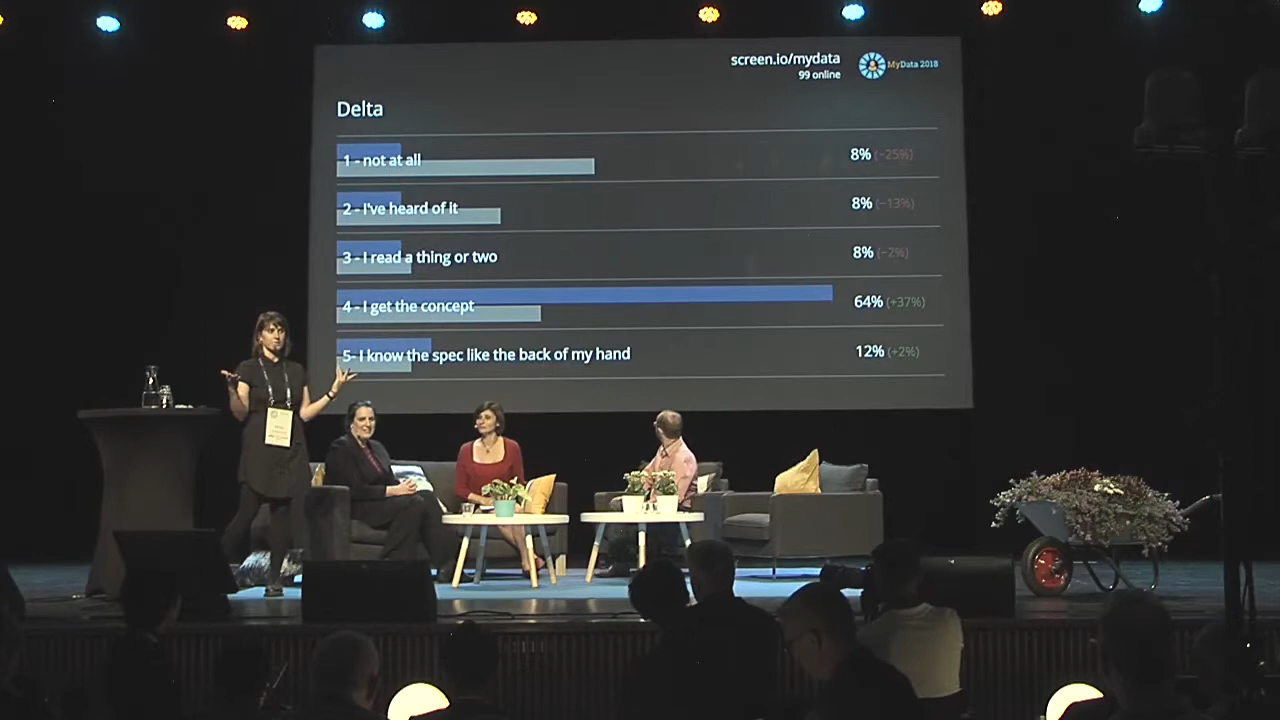 screen.io/mydata
99 online
MyData 2018
Delta
1 - not at all
8% (−25%)
2 - I've heard of it
8% (−13%)
3 - I read a thing or two
8% (−2%)
4 - I get the concept
64% (+37%)
5- I know the spec like the back of my hand
12% (+2%)